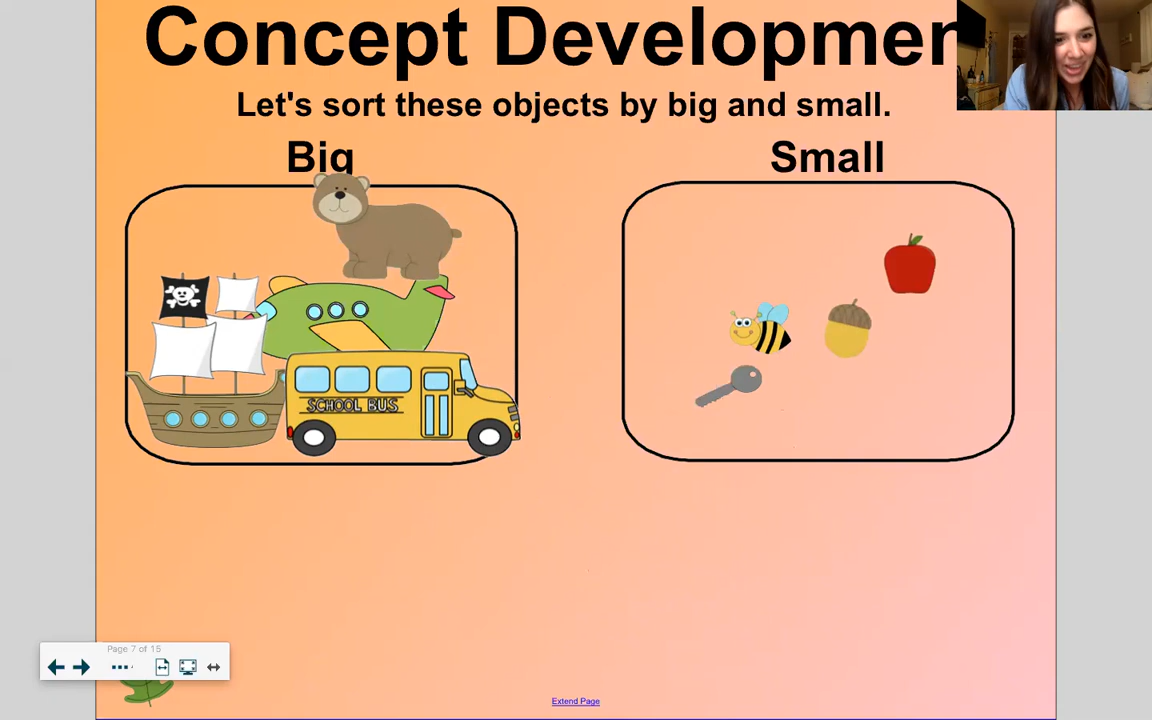 Concept Developmen
Let's sort these objects by big and small.
Big
Small
SCHOOL BUS
Page 7 of 15
Extend Page